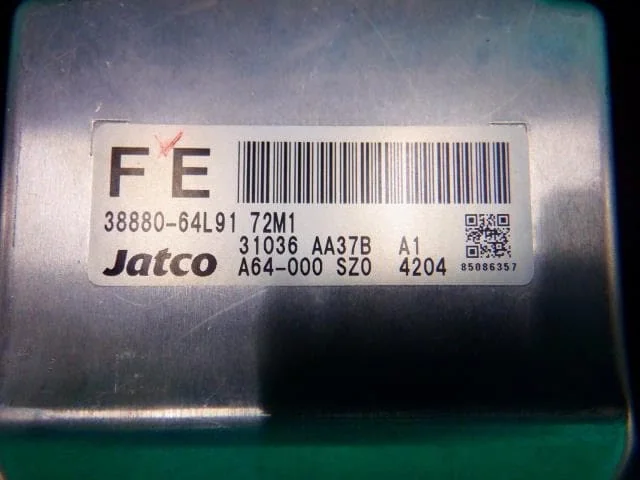 FE
38880-64L91 72M1
31036 AA37B A1
Jatco A64-000 SZ0 4204 85086357